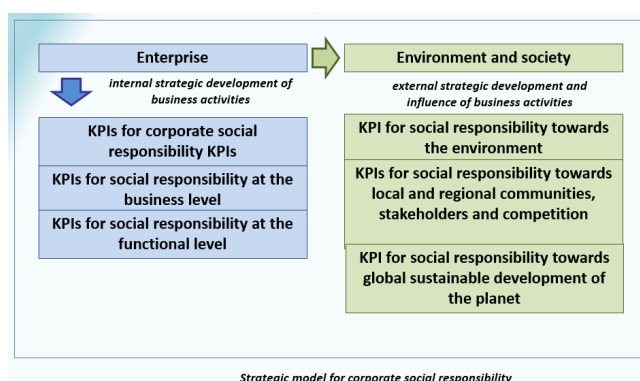 Enterprise
internal strategic development of
business activities
KPIs for corporate social
responsibility KPIs
KPIs for social responsibility at the
business level
KPIs for social responsibility at the
functional level
Environment and society
external strategic development and
influence of business activities
KPI for social responsibility towards
the environment
KPIs for social responsibility towards
local and regional communities,
stakeholders and competition
KPI for social responsibility towards
global sustainable development of
the planet
Strategic model for corporate social responsibility